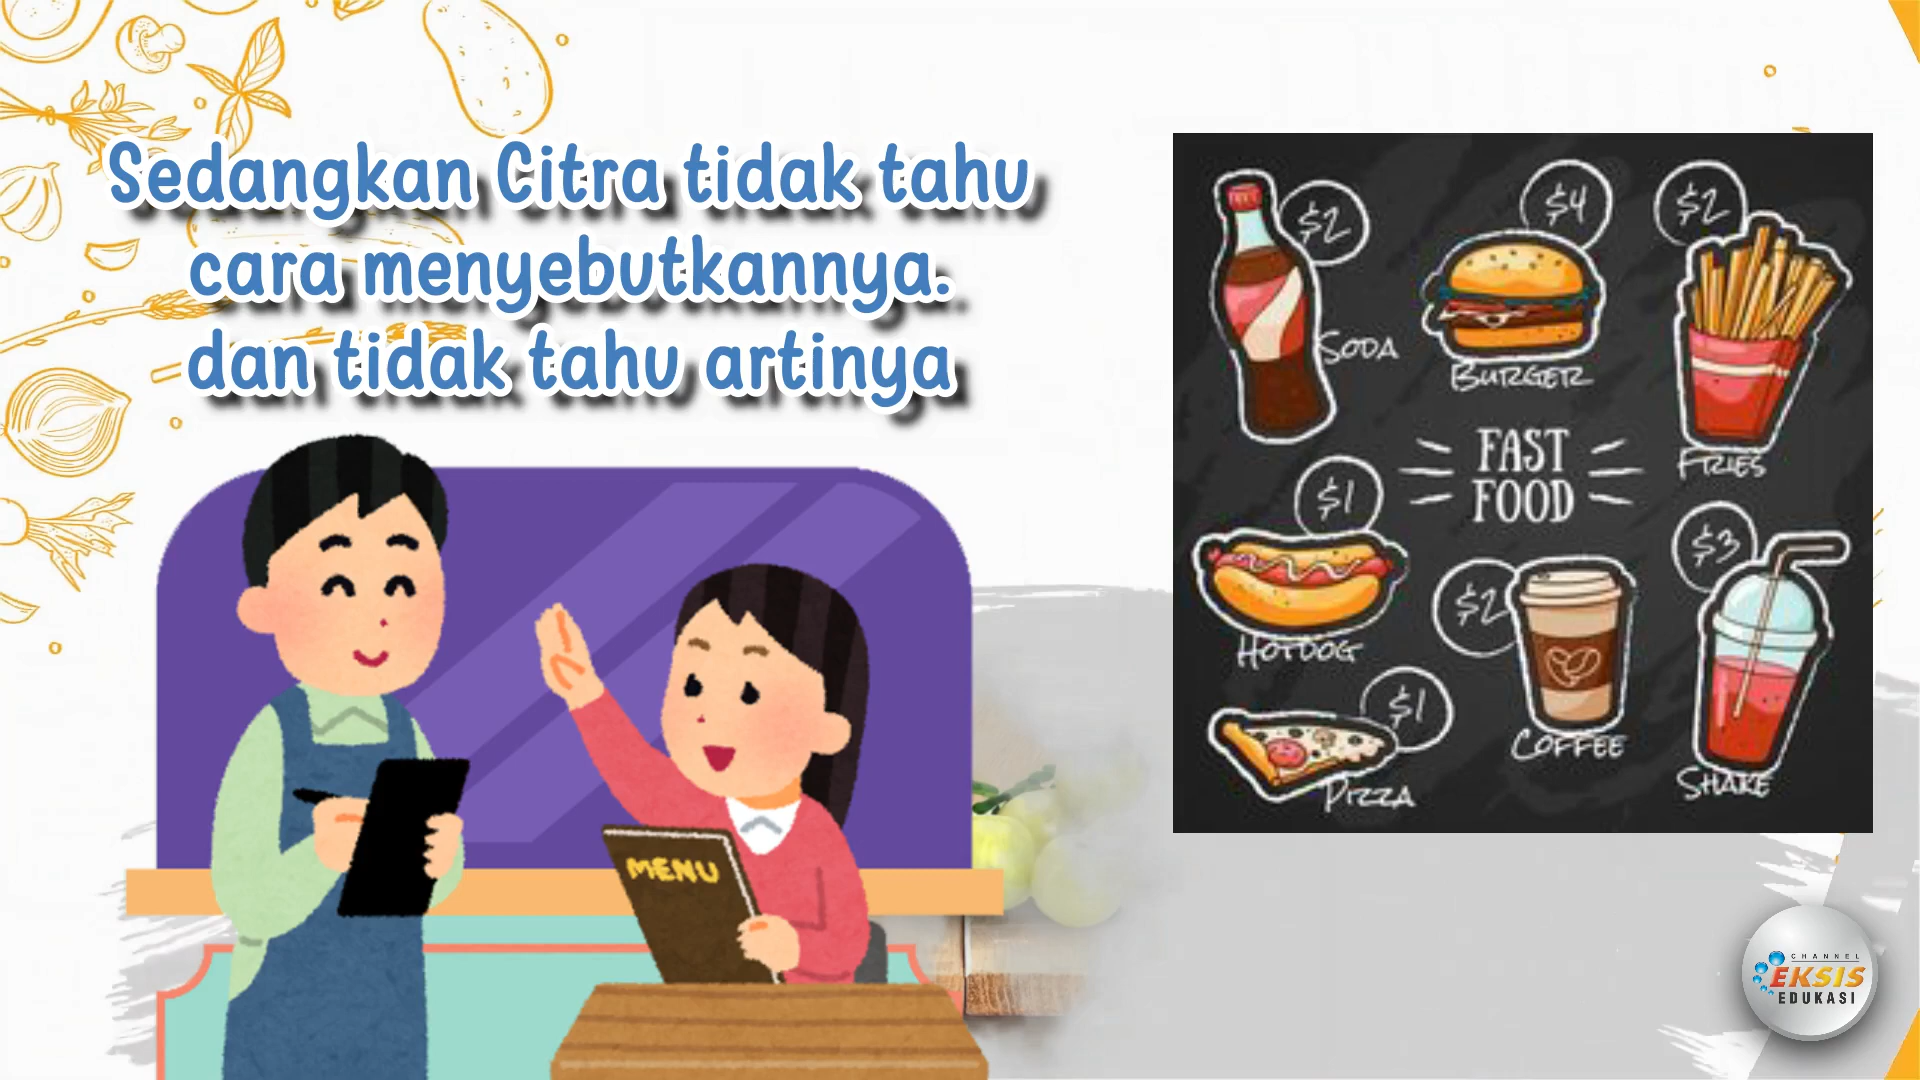 Sedangkan Citra tidak tahu
cara menyebutkannya.
dan tidak tahu artinya
$2
$4
$2
SODA
BURGER
FRIES
FAST
FOOD
$1
HOTDOG
$2
COFFEE
$3
SHAKE
$1
PIZZA
MENU
CHANNEL
EKSIS
EDUKASI